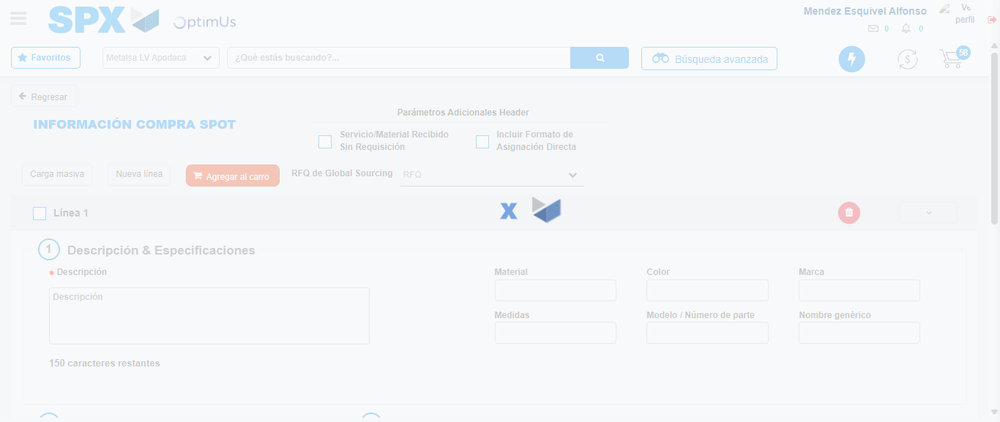 SPX OptimUs
Mendez Esquivel Alfonso
Ve
perfil
0 0
Favoritos
Metalsa LV Apodaca
¿Qué estás buscando?...
Búsqueda avanzada
58
Regresar
INFORMACIÓN COMPRA SPOT
Parámetros Adicionales Header
Servicio/Material Recibido
Sin Requisición
Incluir Formato de
Asignación Directa
Carga masiva
Nueva línea
Agregar al carro
RFQ de Global Sourcing
RFQ
Linea 1
X
1 Descripción & Especificaciones
* Descripción
Descripción
150 caracteres restantes
Material
Color
Marca
Medidas
Modelo / Número de parte
Nombre genérico